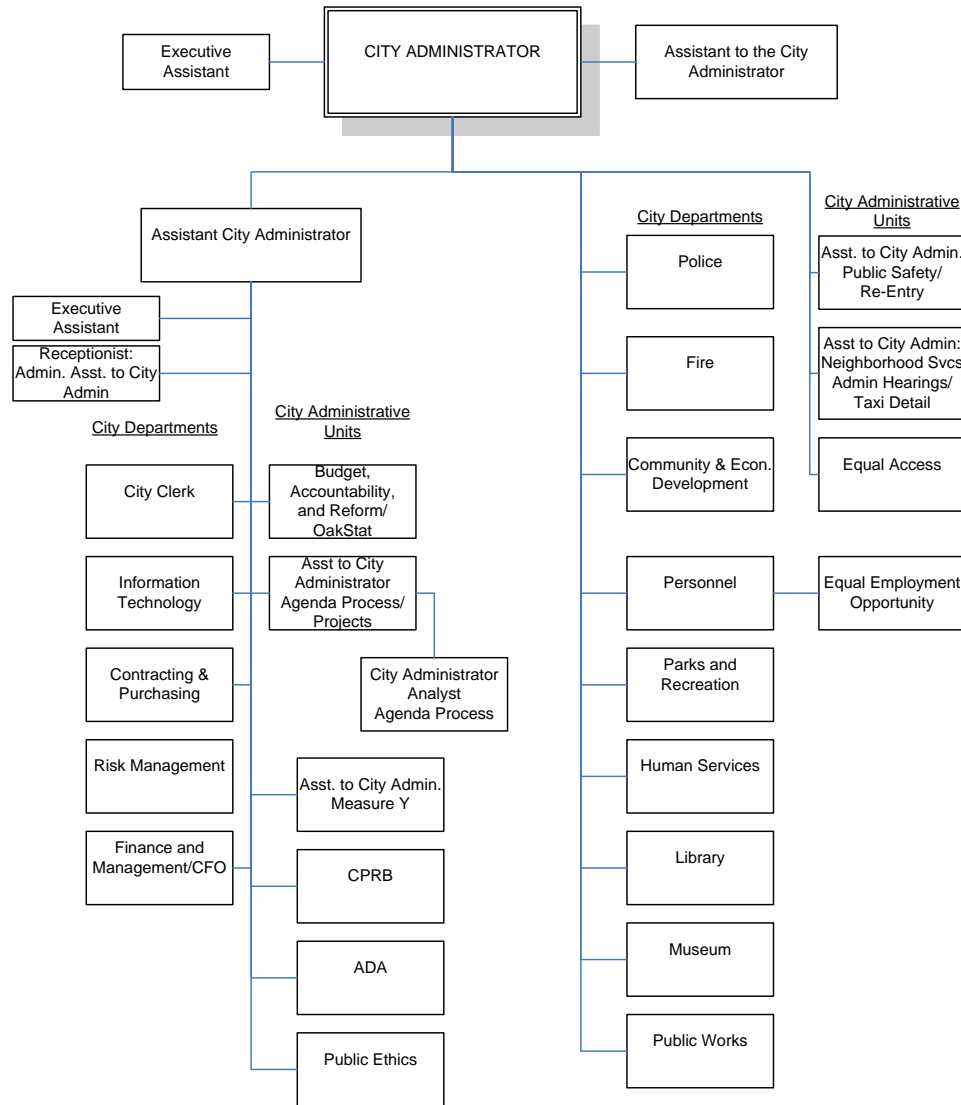 Executive
Assistant
CITY ADMINISTRATOR
Assistant to the City
Administrator
Assistant City Administrator
Executive
Assistant
Receptionist:
Admin. Asst. to City
Admin
City Departments
City Clerk
Information
Technology
Contracting &
Purchasing
Risk Management
Finance and
Management/CFO
City Administrative
Units
Budget,
Accountability,
and Reform/
OakStat
Asst to City
Administrator
Agenda Process/
Projects
City Administrator
Analyst
Agenda Process
Asst. to City Admin.
Measure Y
CPRB
ADA
Public Ethics
City Departments
Police
Fire
Community & Econ.
Development
Personnel
Parks and
Recreation
Human Services
Library
Museum
Public Works
City Administrative
Units
Asst. to City Admin.
Public Safety/
Re-Entry
Asst to City Admin:
Neighborhood Svcs
Admin Hearings/
Taxi Detail
Equal Access
Equal Employment
Opportunity